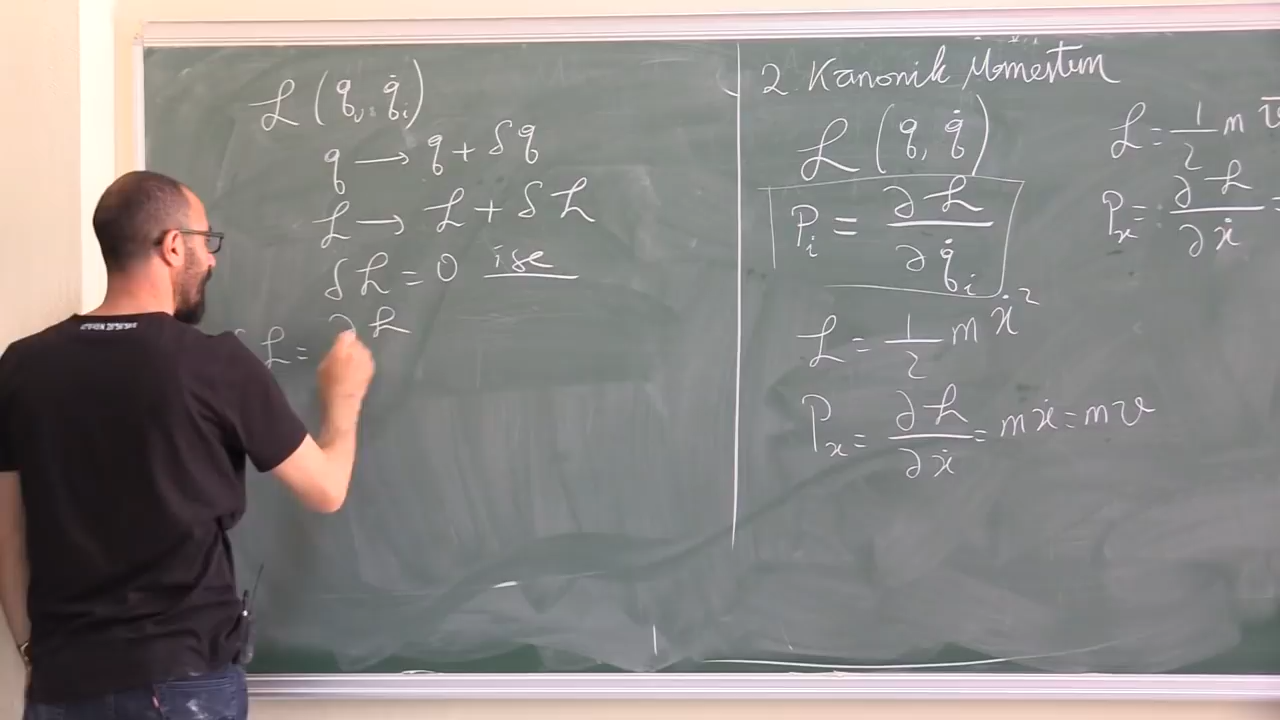 ℒ(q, q̇ᵢ)
q → q + δq
ℒ → ℒ + δℒ
δℒ = 0 ise
ℒ = ∂ℒ
2. Kanonik Momentum
ℒ(q, q̇)
Pᵢ = ∂ℒ / ∂q̇ᵢ
ℒ = 1/2 m ẋ²
Pₓ = ∂ℒ / ∂ẋ = mẋ = mv
ℒ = 1/2 m
Pₓ = ∂ℒ / ∂ẋ =